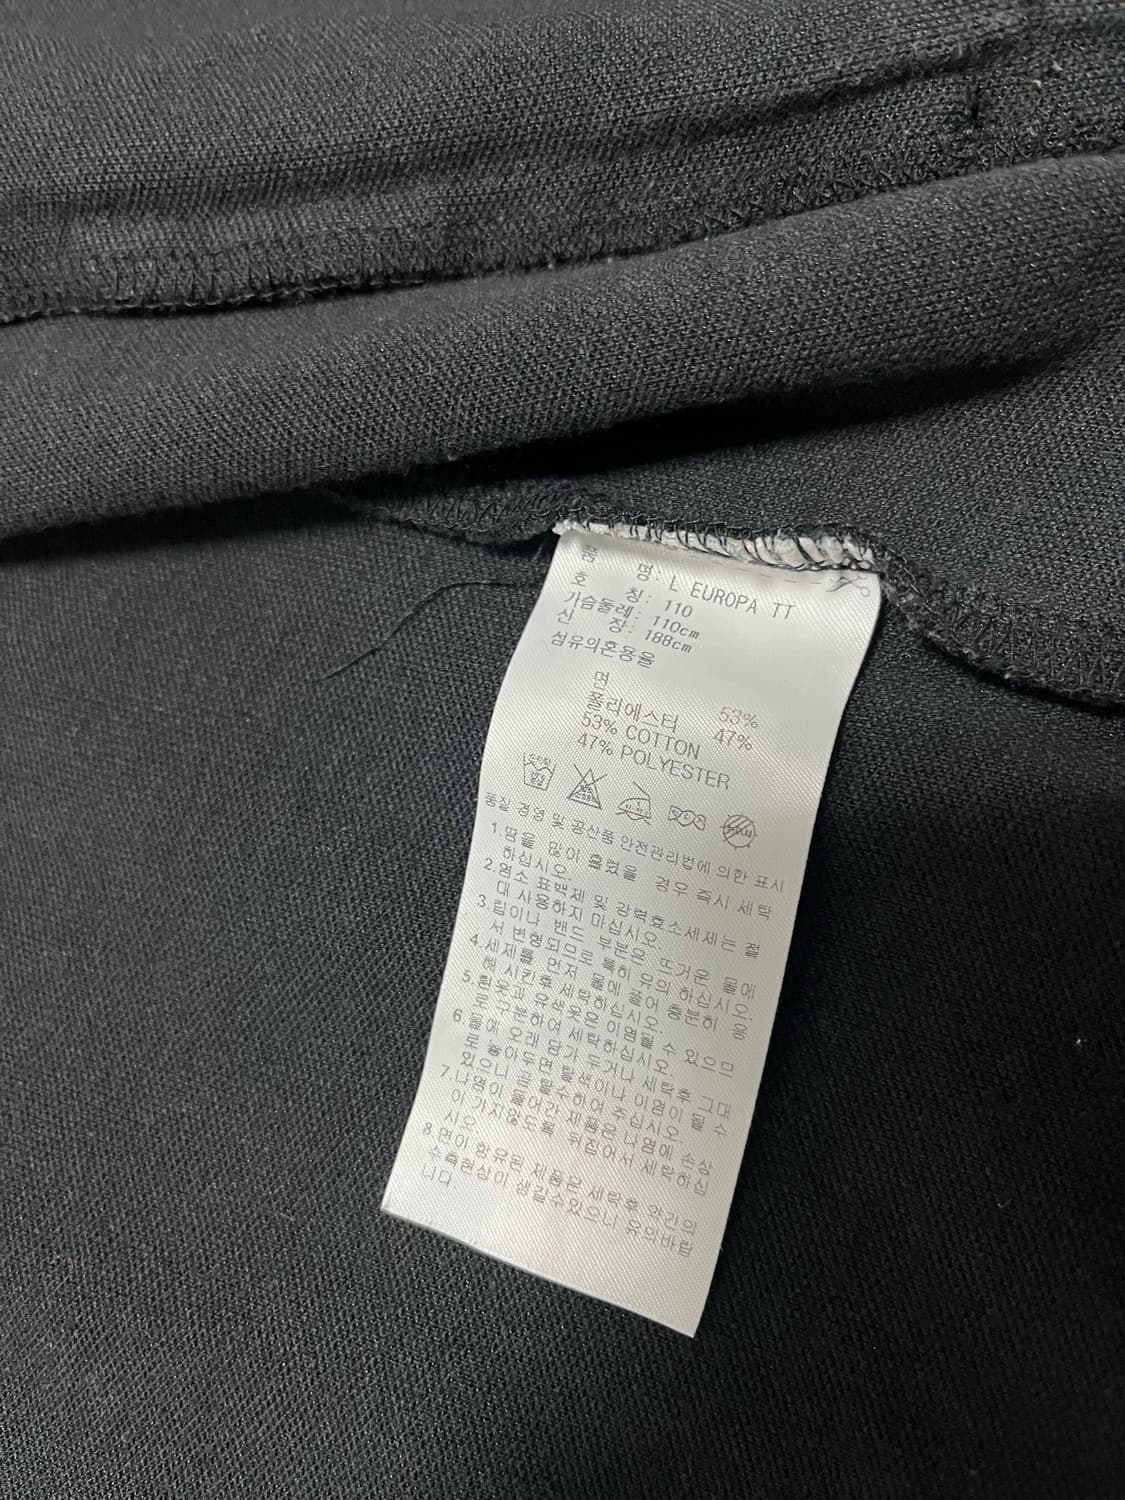 품 명: L EUROPA TT
호 칭: 110
가슴둘레: 110cm
신 장: 188cm
섬유의혼용율
면 53%
폴리에스터 47%
53% COTTON
47% POLYESTER
품질 경영 및 공산품 안전관리법에 의한 표시
1.땀을 많이 흘렸을 경우 즉시 세탁
하십시오.
2.염소 표백제 및 강력효소세제는 절
대 사용하지 마십시오.
3.립이나 밴드 부분은 뜨거운 물에
서 변형되므로 특히 유의 하십시오.
4.세제를 먼저 물에 풀어 충분히 용
해 시킨후 세탁하십시오.
5.흰옷과 유색옷은 이염될 수 있으므
로 구분하여 세탁하십시오.
6.물에 오래 담가 두거나 세탁후 그대
로 놓아두면 탈색이나 이염이 될 수
있으니 유의하여 주십시오.
7.나염이 들어간 제품은 나염에 손상
이 가지않도록 뒤집어서 세탁하십
시오.
8.면이 함유된 제품은 세탁후 약간의
수축현상이 생길수있으니 유의바랍
니다.